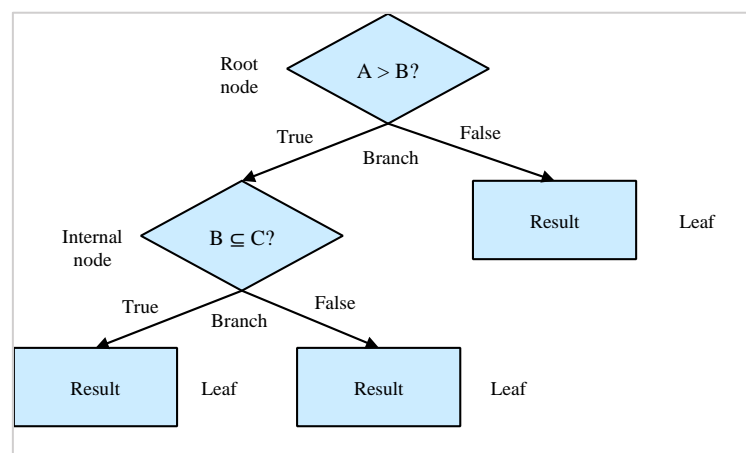 Root
node
A > B?
True
False
Branch
Internal
node
B ⊆ C?
Result
Leaf
True
False
Branch
Result
Leaf
Result
Leaf